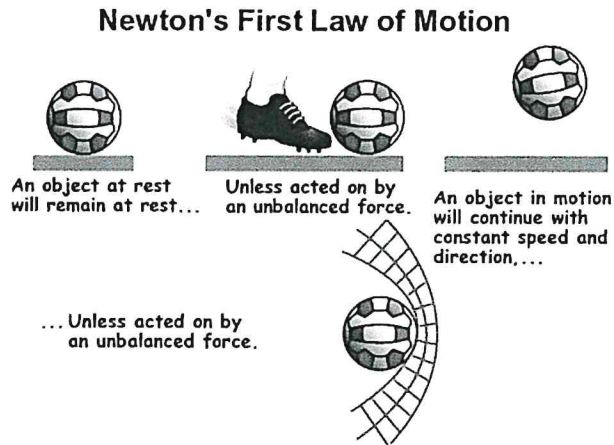 Newton's First Law of Motion
An object at rest
will remain at rest...
Unless acted on by
an unbalanced force.
An object in motion
will continue with
constant speed and
direction,...
...Unless acted on by
an unbalanced force.